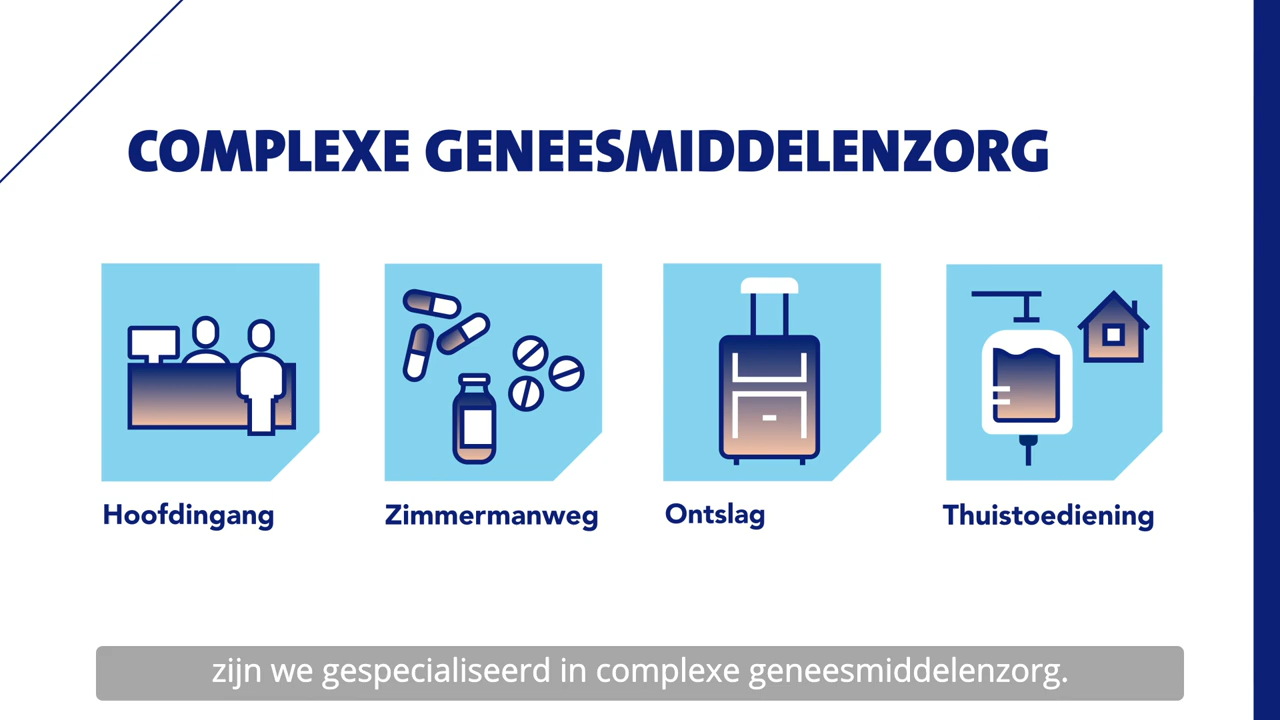 COMPLEXE GENEESMIDDELENZORG
Hoofdingang
Zimmermanweg
Ontslag
Thuistoediening
zijn we gespecialiseerd in complexe geneesmiddelenzorg.